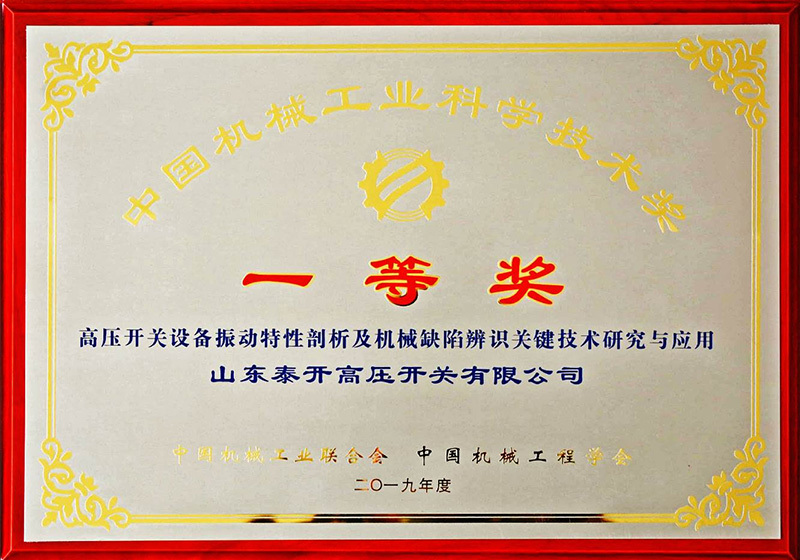 中国机械工业科学技术奖
一等奖
高压开关设备振动特性剖析及机械缺陷辨识关键技术研究与应用
山东泰开高压开关有限公司
中国机械工业联合会 中国机械工程学会
二〇一九年度